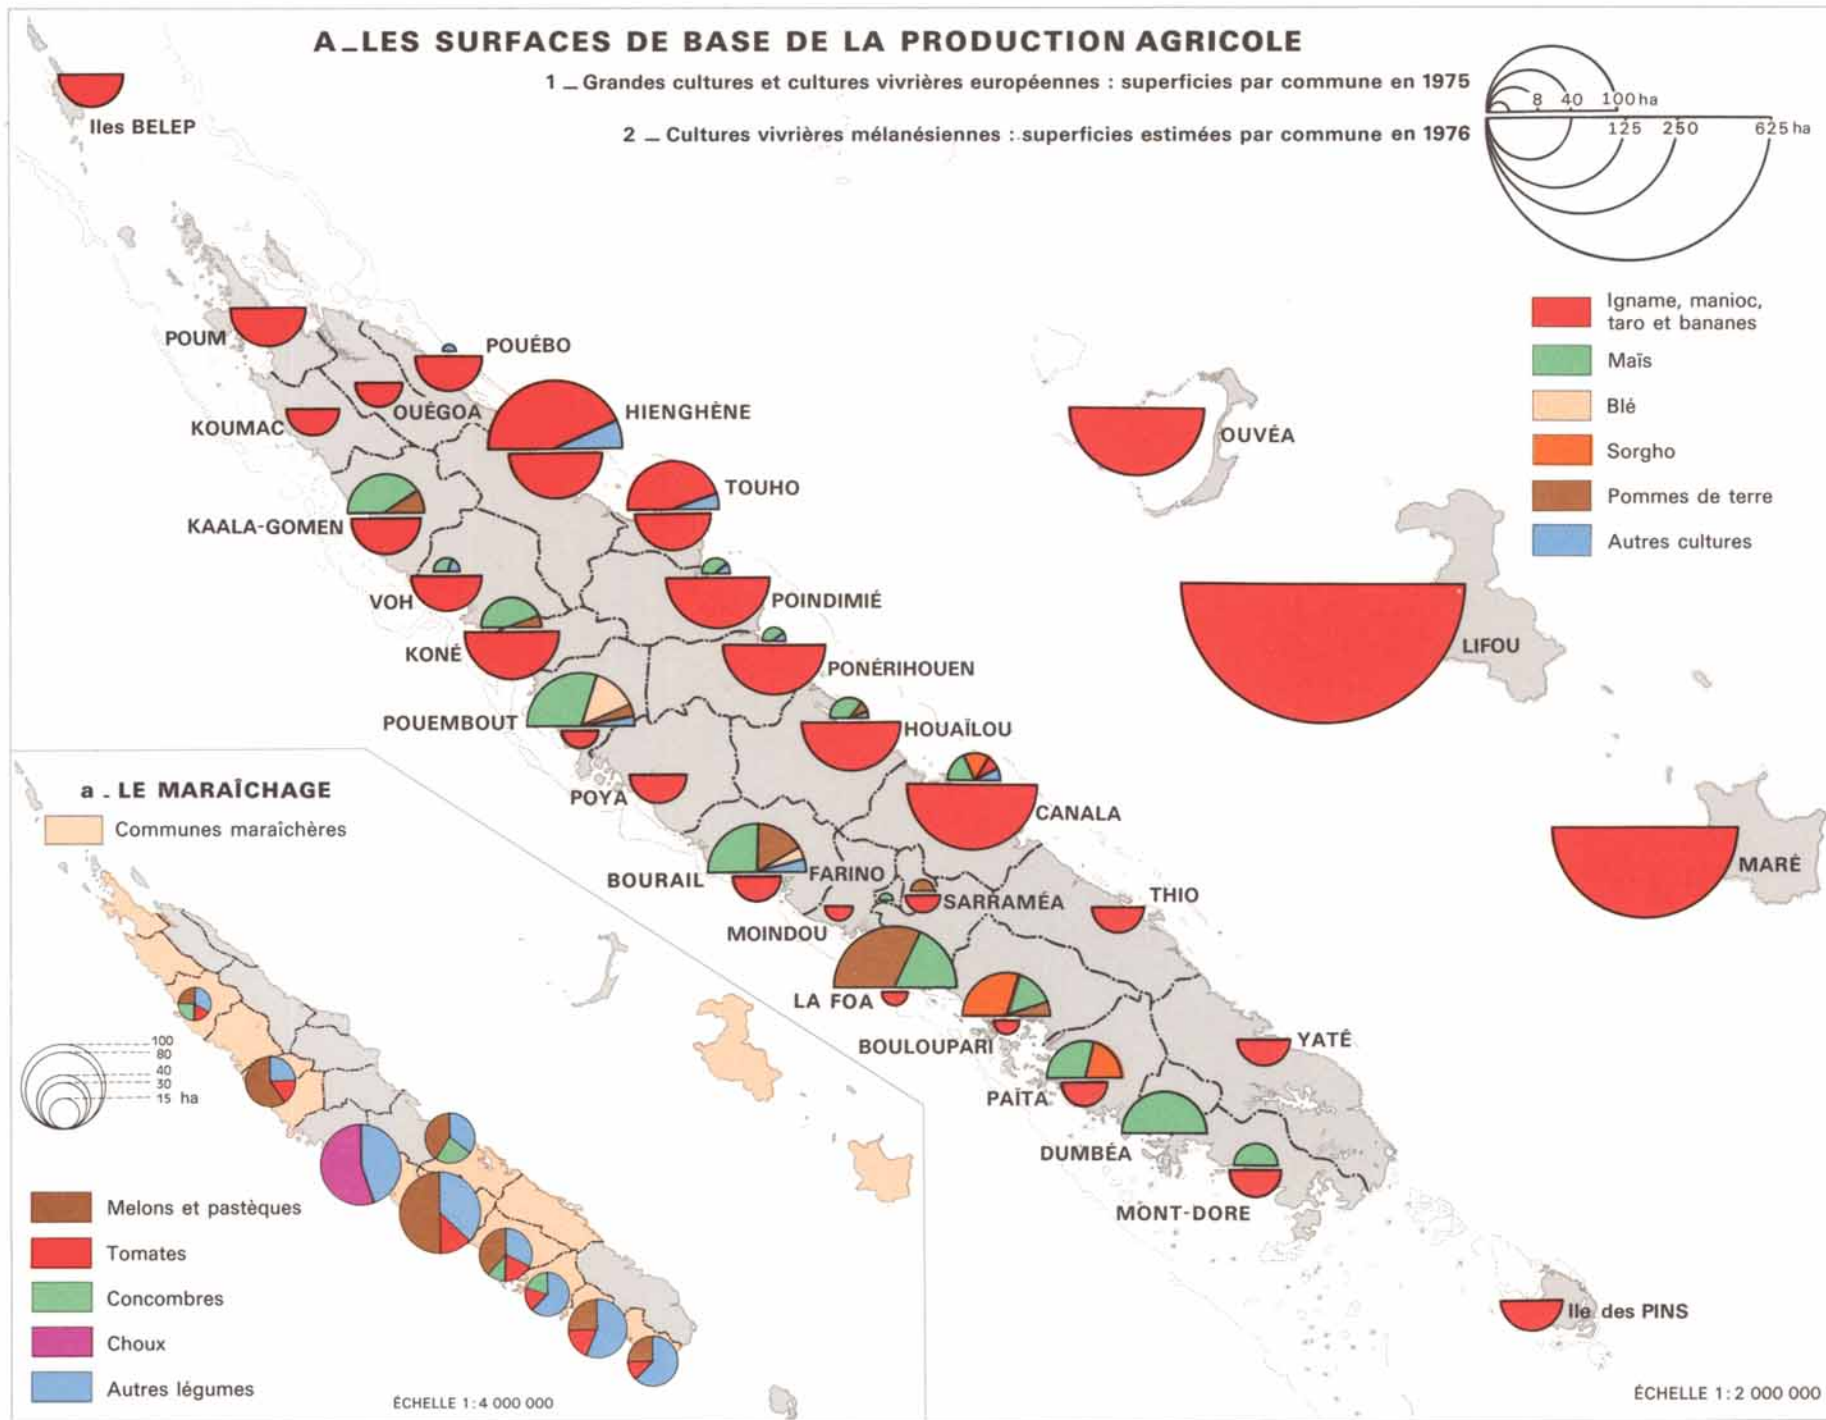 A_LES SURFACES DE BASE DE LA PRODUCTION AGRICOLE
1 _ Grandes cultures et cultures vivrières européennes : superficies par commune en 1975
2 _ Cultures vivrières mélanésiennes : superficies estimées par commune en 1976
8 40 100 ha
125 250 625 ha
Igname, manioc,
taro et bananes
Maïs
Blé
Sorgho
Pommes de terre
Autres cultures
Iles BELEP
POUM
POUÉBO
OUÉGOA
KOUMAC
HIENGHÈNE
OUVÉA
TOUHO
KAALA-GOMEN
VOH
POINDIMIÉ
LIFOU
KONÉ
PONÉRIHOUEN
POUEMBOUT
HOUAÏLOU
POYA
CANALA
MARÉ
BOURAIL
FARINO
SARRAMÉA
THIO
MOINDOU
LA FOA
BOULOUPARI
YATÉ
PAÏTA
DUMBÉA
MONT-DORE
Ile des PINS
ÉCHELLE 1:2 000 000
a _ LE MARAÎCHAGE
Communes maraîchères
100
80
40
30
15 ha
Melons et pastèques
Tomates
Concombres
Choux
Autres légumes
ÉCHELLE 1:4 000 000